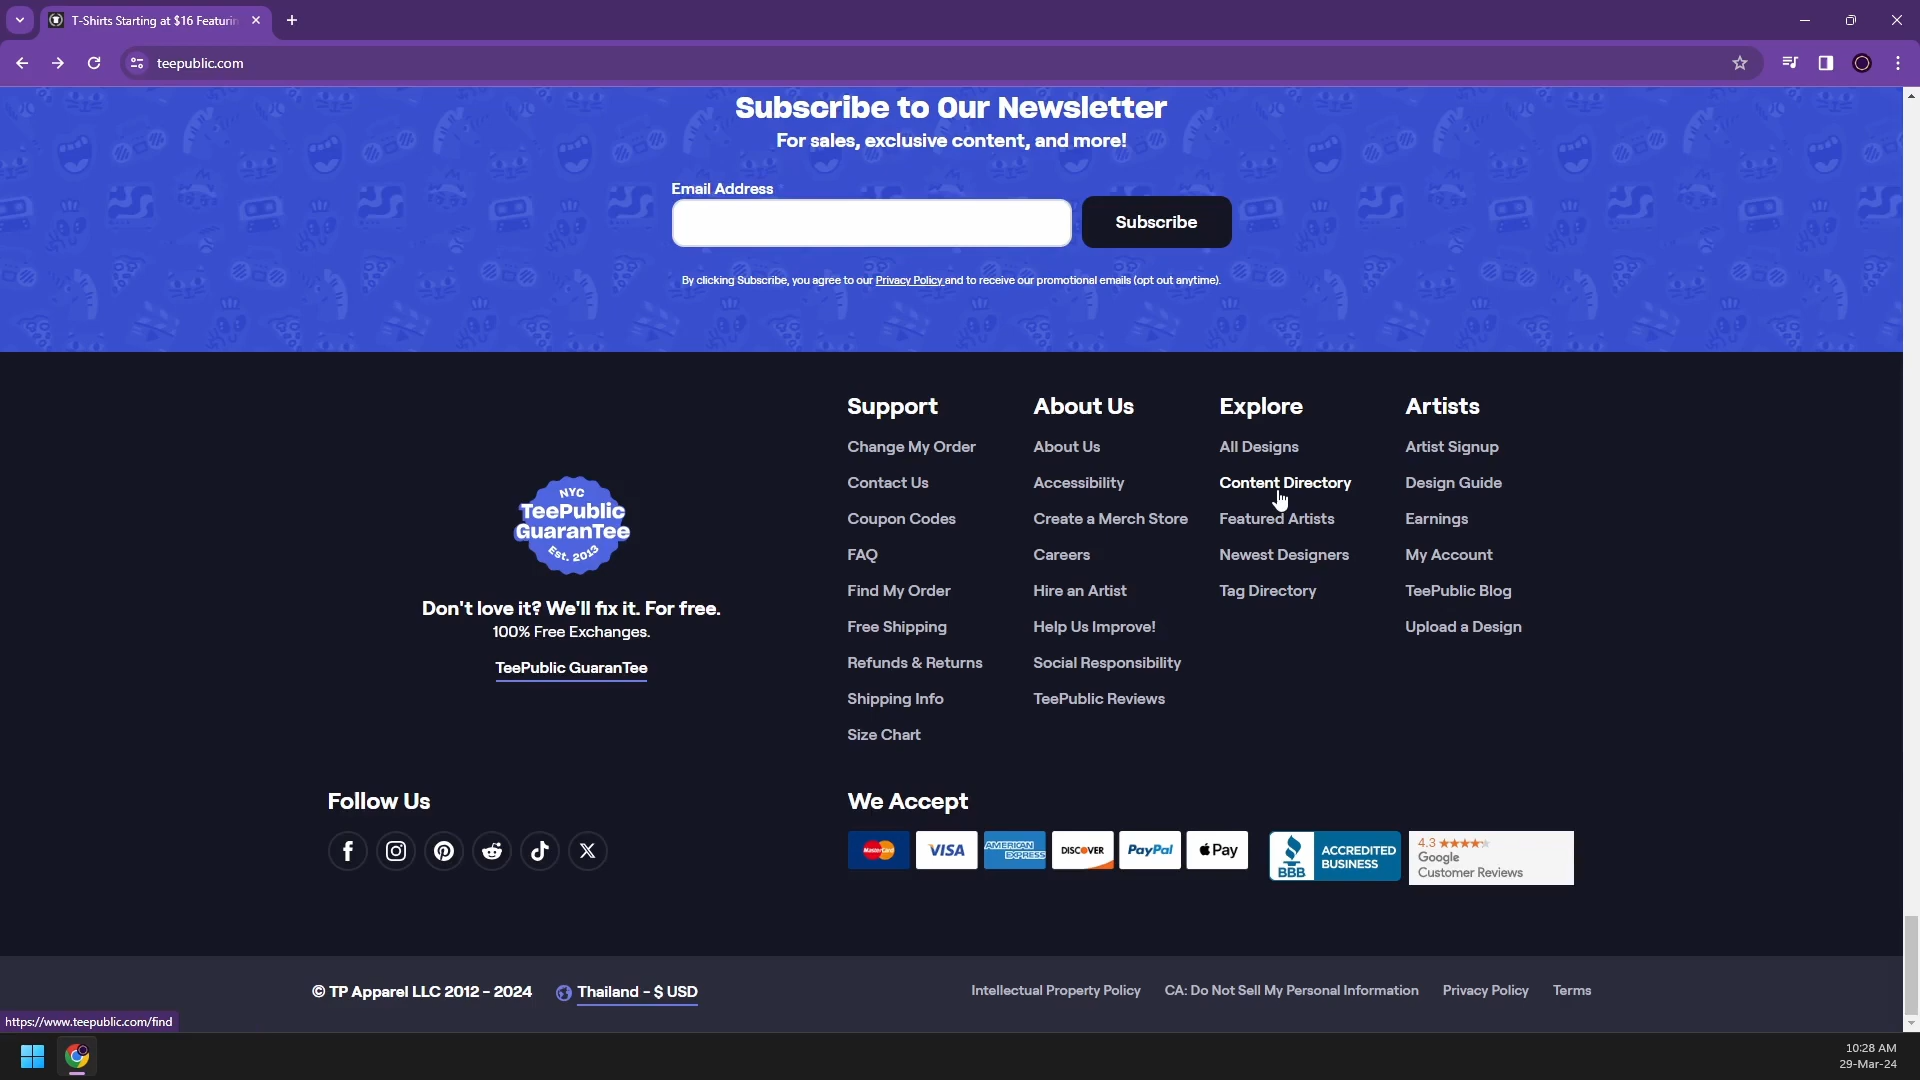 T-Shirts Starting at $16 Featurin
teepublic.com
Subscribe to Our Newsletter
For sales, exclusive content, and more!
Email Address
Subscribe
By clicking Subscribe, you agree to our Privacy Policy and to receive our promotional emails (opt out anytime).
NYC
TeePublic
GuaranTee
Est. 2013
Don't love it? We'll fix it. For free.
100% Free Exchanges.
TeePublic GuaranTee
Support
Change My Order
Contact Us
Coupon Codes
FAQ
Find My Order
Free Shipping
Refunds & Returns
Shipping Info
Size Chart
About Us
About Us
Accessibility
Create a Merch Store
Careers
Hire an Artist
Help Us Improve!
Social Responsibility
TeePublic Reviews
Explore
All Designs
Content Directory
Featured Artists
Newest Designers
Tag Directory
Artists
Artist Signup
Design Guide
Earnings
My Account
TeePublic Blog
Upload a Design
Follow Us
We Accept
MasterCard
VISA
AMERICAN
EXPRESS
DISCOVER
PayPal
Pay
BBB
ACCREDITED
BUSINESS
4.3
Google
Customer Reviews
© TP Apparel LLC 2012 - 2024
Thailand - $ USD
Intellectual Property Policy
CA: Do Not Sell My Personal Information
Privacy Policy
Terms
https://www.teepublic.com/find
10:28 AM
29-Mar-24